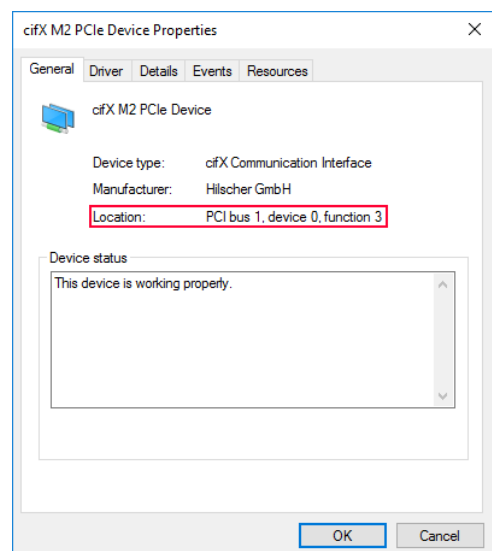 cifX M2 PCIe Device Properties
General Driver Details Events Resources
cifX M2 PCIe Device
Device type: cifX Communication Interface
Manufacturer: Hilscher GmbH
Location: PCI bus 1, device 0, function 3
Device status
This device is working properly.
OK Cancel